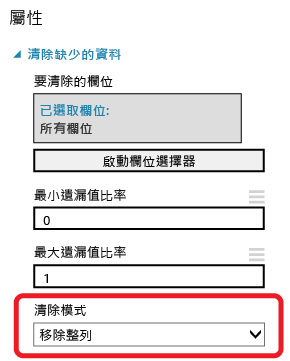 屬性
清除缺少的資料
要清除的欄位
已選取欄位:
所有欄位
啟動欄位選擇器
最小遺漏值比率
0
最大遺漏值比率
1
清除模式
移除整列